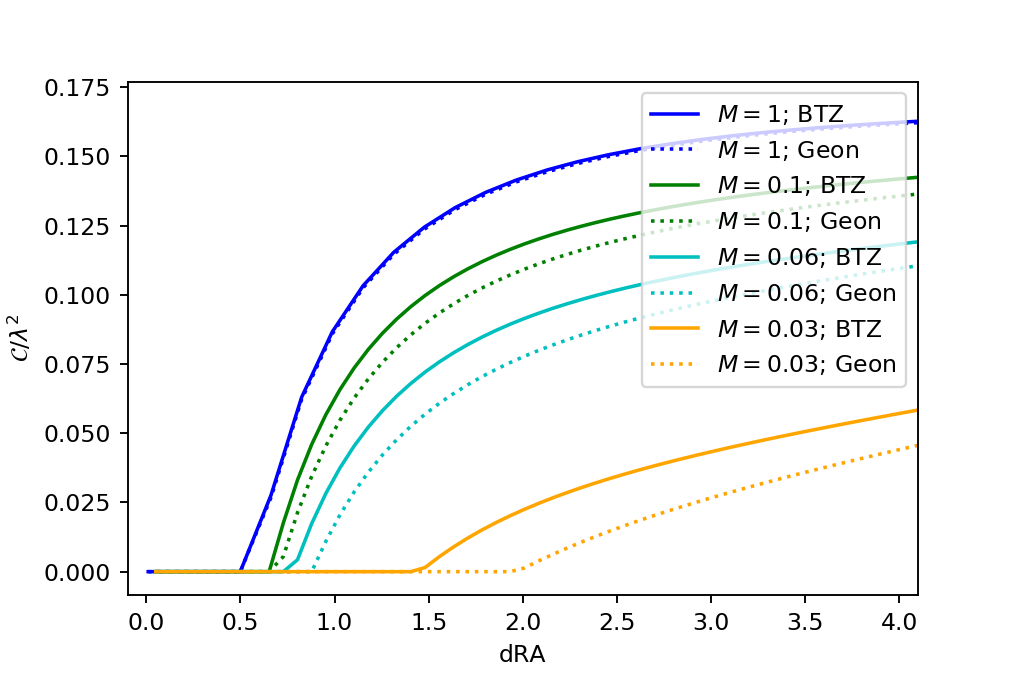 0.175
0.150
0.125
0.100
0.075
0.050
0.025
0.000
C/λ²
0.0 0.5 1.0 1.5 2.0 2.5 3.0 3.5 4.0
dRA
M = 1; BTZ
M = 1; Geon
M = 0.1; BTZ
M = 0.1; Geon
M = 0.06; BTZ
M = 0.06; Geon
M = 0.03; BTZ
M = 0.03; Geon